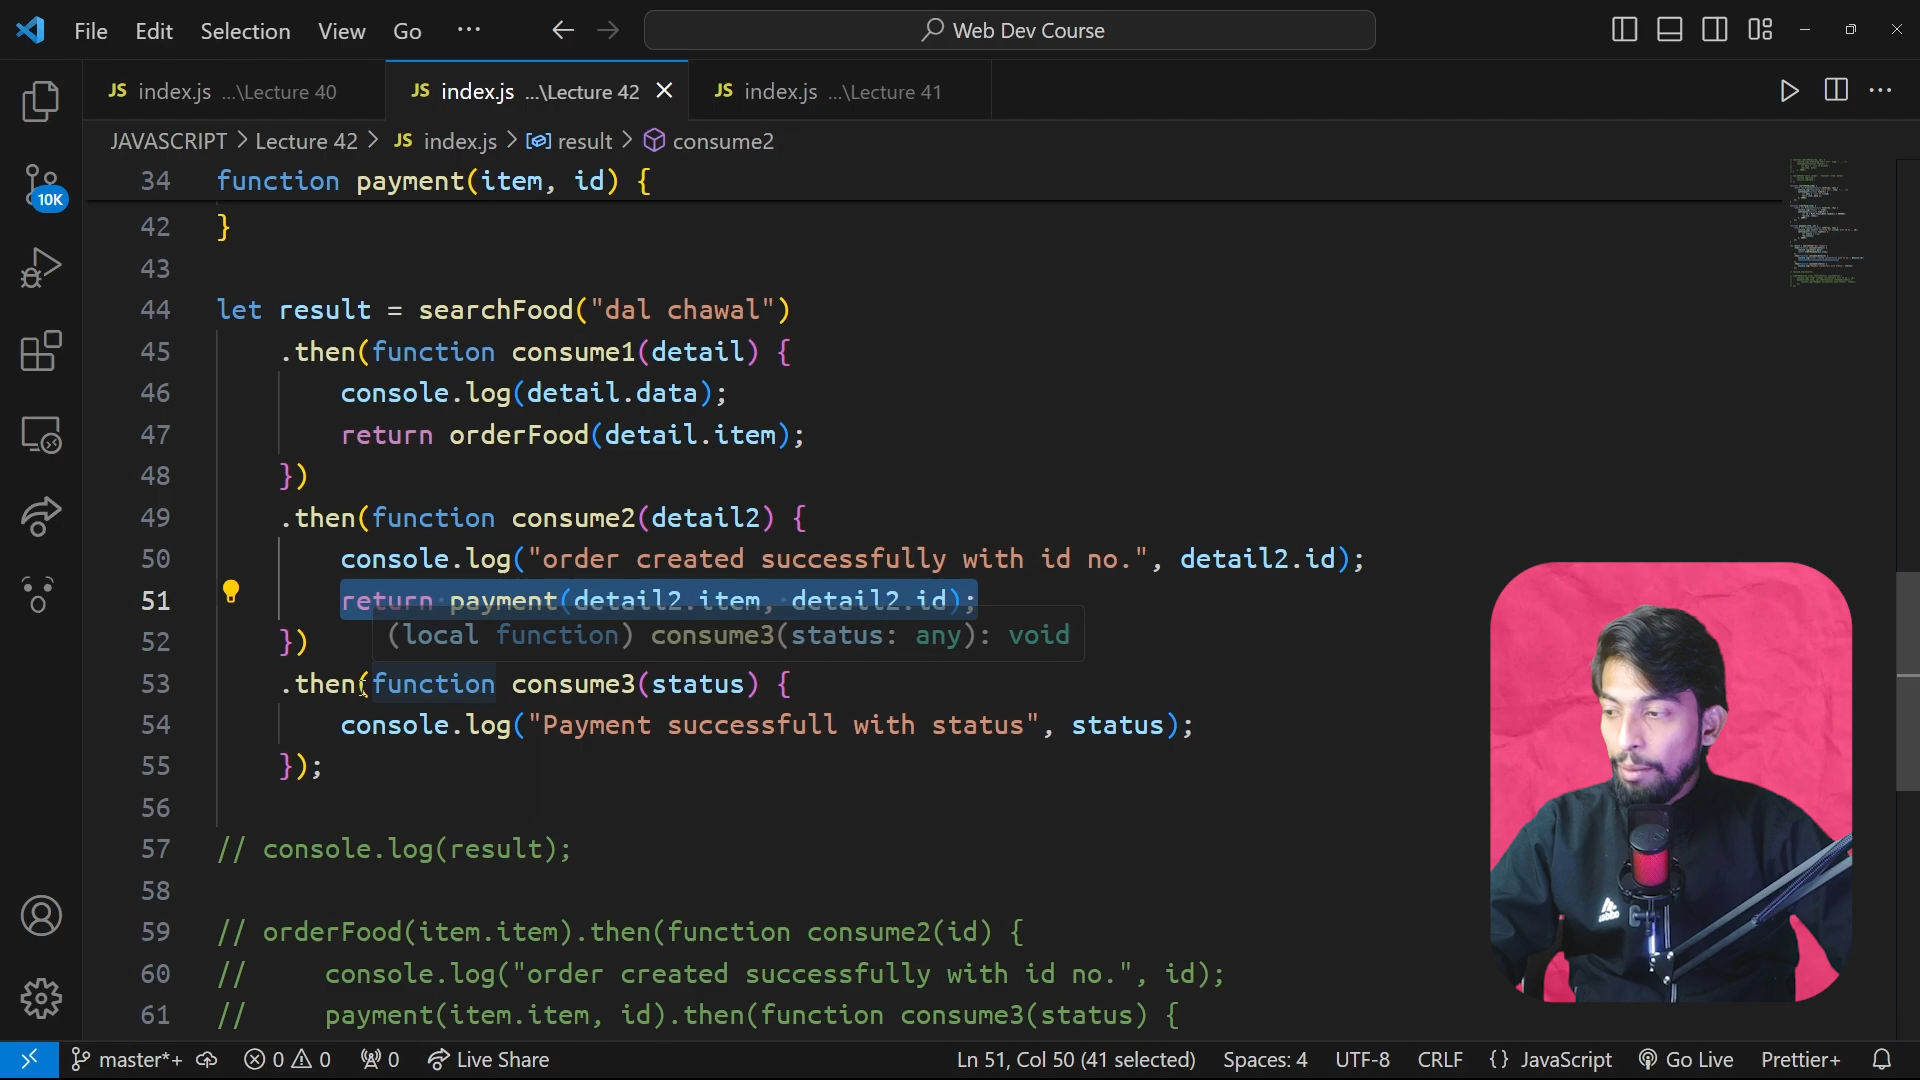 File Edit Selection View Go ··· Web Dev Course
JS index.js ...\Lecture 40 JS index.js ...\Lecture 42 JS index.js ...\Lecture 41
JAVASCRIPT > Lecture 42 > JS index.js > result > consume2
10K
34 function payment(item, id) {
42 }
43
44 let result = searchFood("dal chawal")
45 .then(function consume1(detail) {
46 console.log(detail.data);
47 return orderFood(detail.item);
48 })
49 .then(function consume2(detail2) {
50 console.log("order created successfully with id no.", detail2.id);
51 return payment(detail2.item, detail2.id);
52 })
(local function) consume3(status: any): void
53 .then(function consume3(status) {
54 console.log("Payment successfull with status", status);
55 });
56
57 // console.log(result);
58
59 // orderFood(item.item).then(function consume2(id) {
60 // console.log("order created successfully with id no.", id);
61 // payment(item.item, id).then(function consume3(status) {
master*+ 0 0 0 Live Share Ln 51, Col 50 (41 selected) Spaces: 4 UTF-8 CRLF {} JavaScript Go Live Prettier+